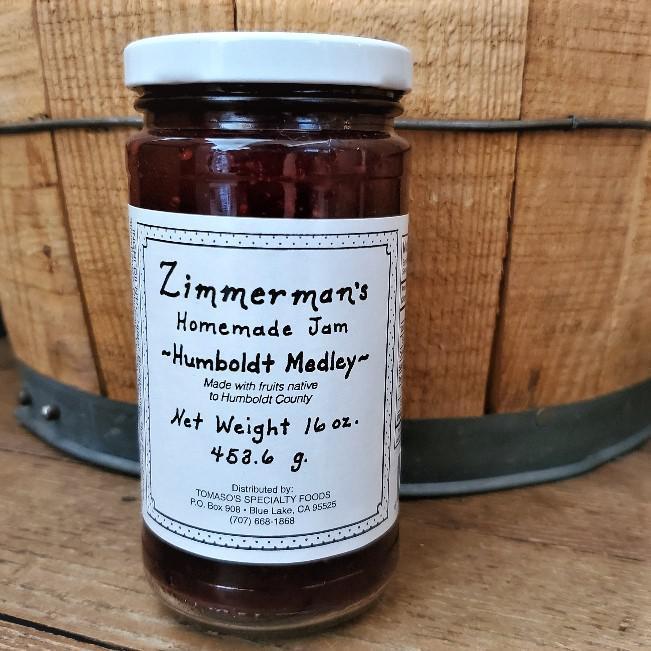 Zimmerman's
Homemade Jam
~Humboldt Medley~
Made with fruits native
to Humboldt County
Net Weight 16 oz.
453.6 g.
Distributed by:
TOMASO'S SPECIALTY FOODS
P.O. Box 908 • Blue Lake, CA 95525
(707) 668-1868